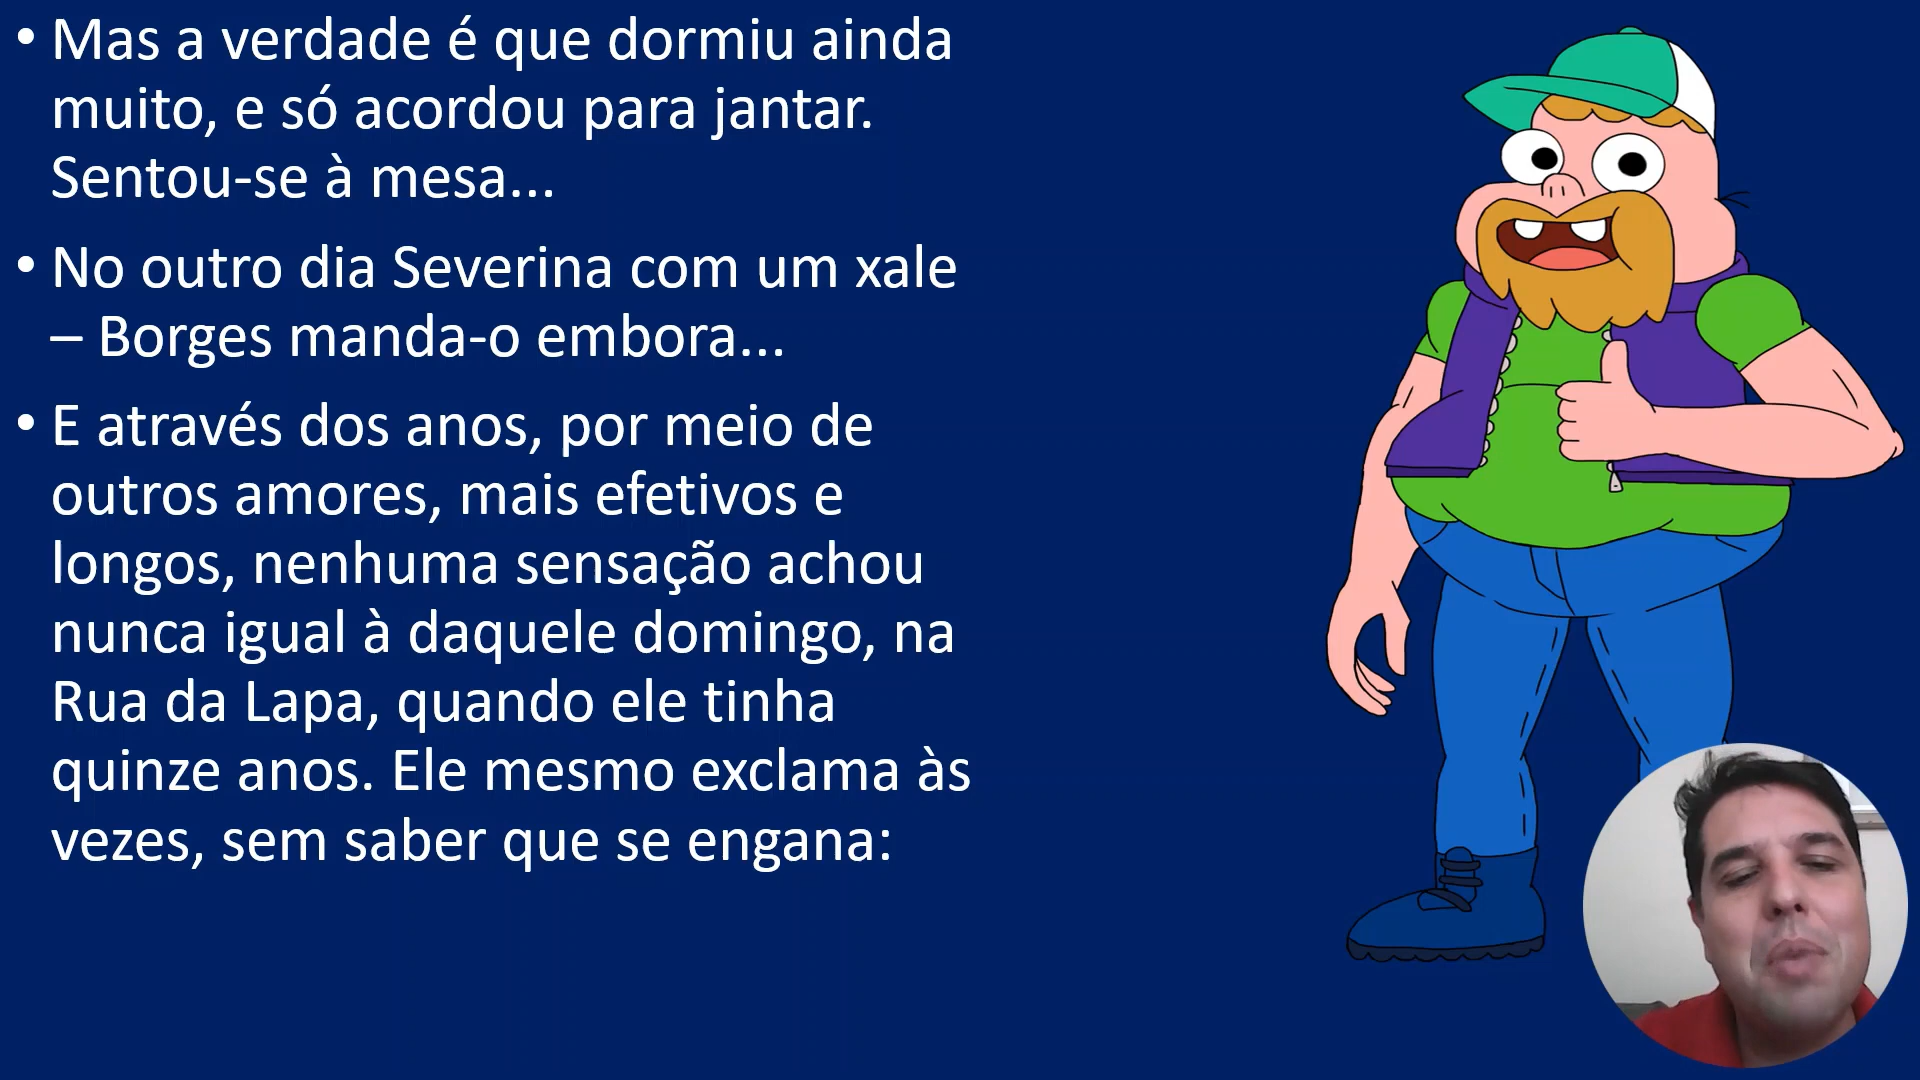 • Mas a verdade é que dormiu ainda
muito, e só acordou para jantar.
Sentou-se à mesa...
• No outro dia Severina com um xale
– Borges manda-o embora...
• E através dos anos, por meio de
outros amores, mais efetivos e
longos, nenhuma sensação achou
nunca igual à daquele domingo, na
Rua da Lapa, quando ele tinha
quinze anos. Ele mesmo exclama às
vezes, sem saber que se engana: